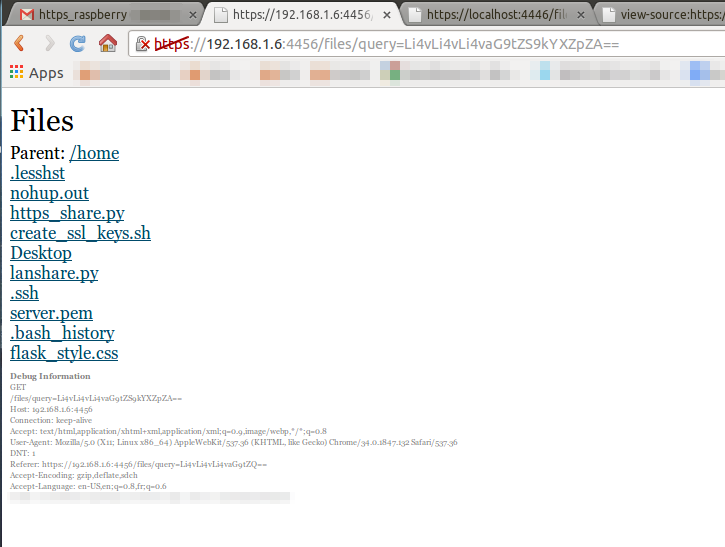 https_raspberry
https://192.168.1.6:4456/
https://localhost:4446/fil
view-source:https:/
https://192.168.1.6:4456/files/query=Li4vLi4vLi4vaG9tZS9kYXZpZA==
Apps
Files
Parent: /home
.lesshst
nohup.out
https_share.py
create_ssl_keys.sh
Desktop
lanshare.py
.ssh
server.pem
.bash_history
flask_style.css
Debug Information
GET
/files/query=Li4vLi4vLi4vaG9tZS9kYXZpZA==
Host: 192.168.1.6:4456
Connection: keep-alive
Accept: text/html,application/xhtml+xml,application/xml;q=0.9,image/webp,*/*;q=0.8
User-Agent: Mozilla/5.0 (X11; Linux x86_64) AppleWebKit/537.36 (KHTML, like Gecko) Chrome/34.0.1847.132 Safari/537.36
DNT: 1
Referer: https://192.168.1.6:4456/files/query=Li4vLi4vLi4vaG9tZQ==
Accept-Encoding: gzip,deflate,sdch
Accept-Language: en-US,en;q=0.8,fr;q=0.6